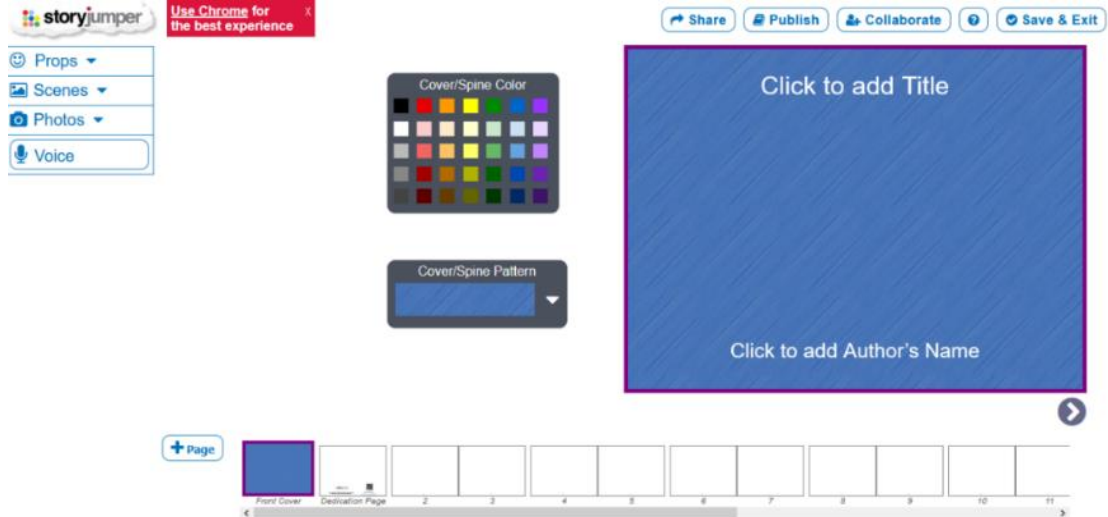 storyjumper
Use Chrome for
the best experience
X
Share
Publish
Collaborate
?
Save & Exit
Props
Scenes
Photos
Voice
Cover/Spine Color
Cover/Spine Pattern
Click to add Title
Click to add Author's Name
+ Page
Front Cover
Dedication Page
2
3
4
5
6
7
8
9
10
11